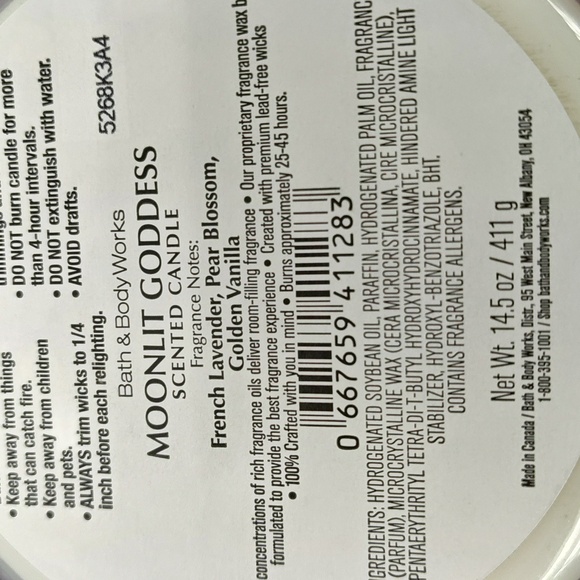 • Keep away from things
that can catch fire.
• Keep away from children
and pets.
• ALWAYS trim wicks to 1/4
inch before each relighting.
• DO NOT burn candle for more
than 4-hour intervals.
• DO NOT extinguish with water.
• AVOID drafts.
5268K3A4
Bath & Body Works
MOONLIT GODDESS
SCENTED CANDLE
Fragrance Notes:
French Lavender, Pear Blossom,
Golden Vanilla
concentrations of rich fragrance oils deliver room-filling fragrance • Our proprietary fragrance wax b
formulated to provide the best fragrance experience • Created with premium lead-free wicks
• 100% Crafted with you in mind • Burns approximately 25-45 hours.
0 667659 411283
GREDIENTS: HYDROGENATED SOYBEAN OIL, PARAFFIN, HYDROGENATED PALM OIL, FRAGRANC
(PARFUM), MICROCRYSTALLINE WAX (CERA MICROCRISTALLINA, CIRE MICROCRISTALLINE),
PENTAERYTHRITYL TETRA-DI-T-BUTYL HYDROXYHYDROCINNAMATE, HINDERED AMINE LIGHT
STABILIZER, HYDROXYL-BENZOTRIAZOLE, BHT.
CONTAINS FRAGRANCE ALLERGENS.
Net Wt. 14.5 oz / 411 g
Made in Canada // Bath & Body Works, Distr., 95 West Main Street, New Albany, OH 43054
1-800-395-1001 / Shop bathandbodyworks.com